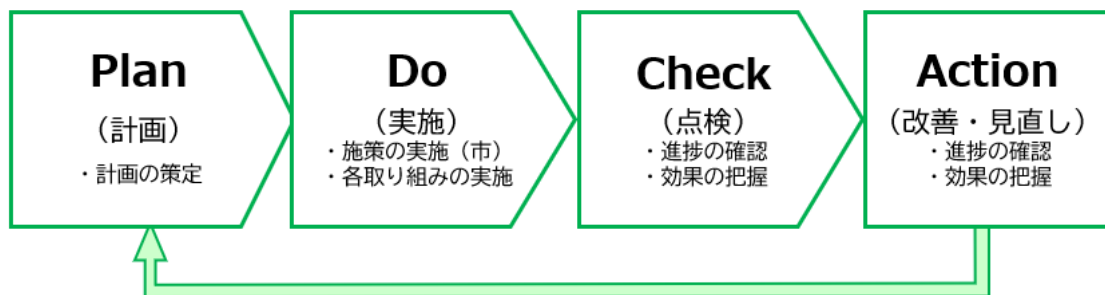 Plan
（計画）
・計画の策定
Do
（実施）
・施策の実施（市）
・各取り組みの実施
Check
（点検）
・進捗の確認
・効果の把握
Action
（改善・見直し）
・進捗の確認
・効果の把握